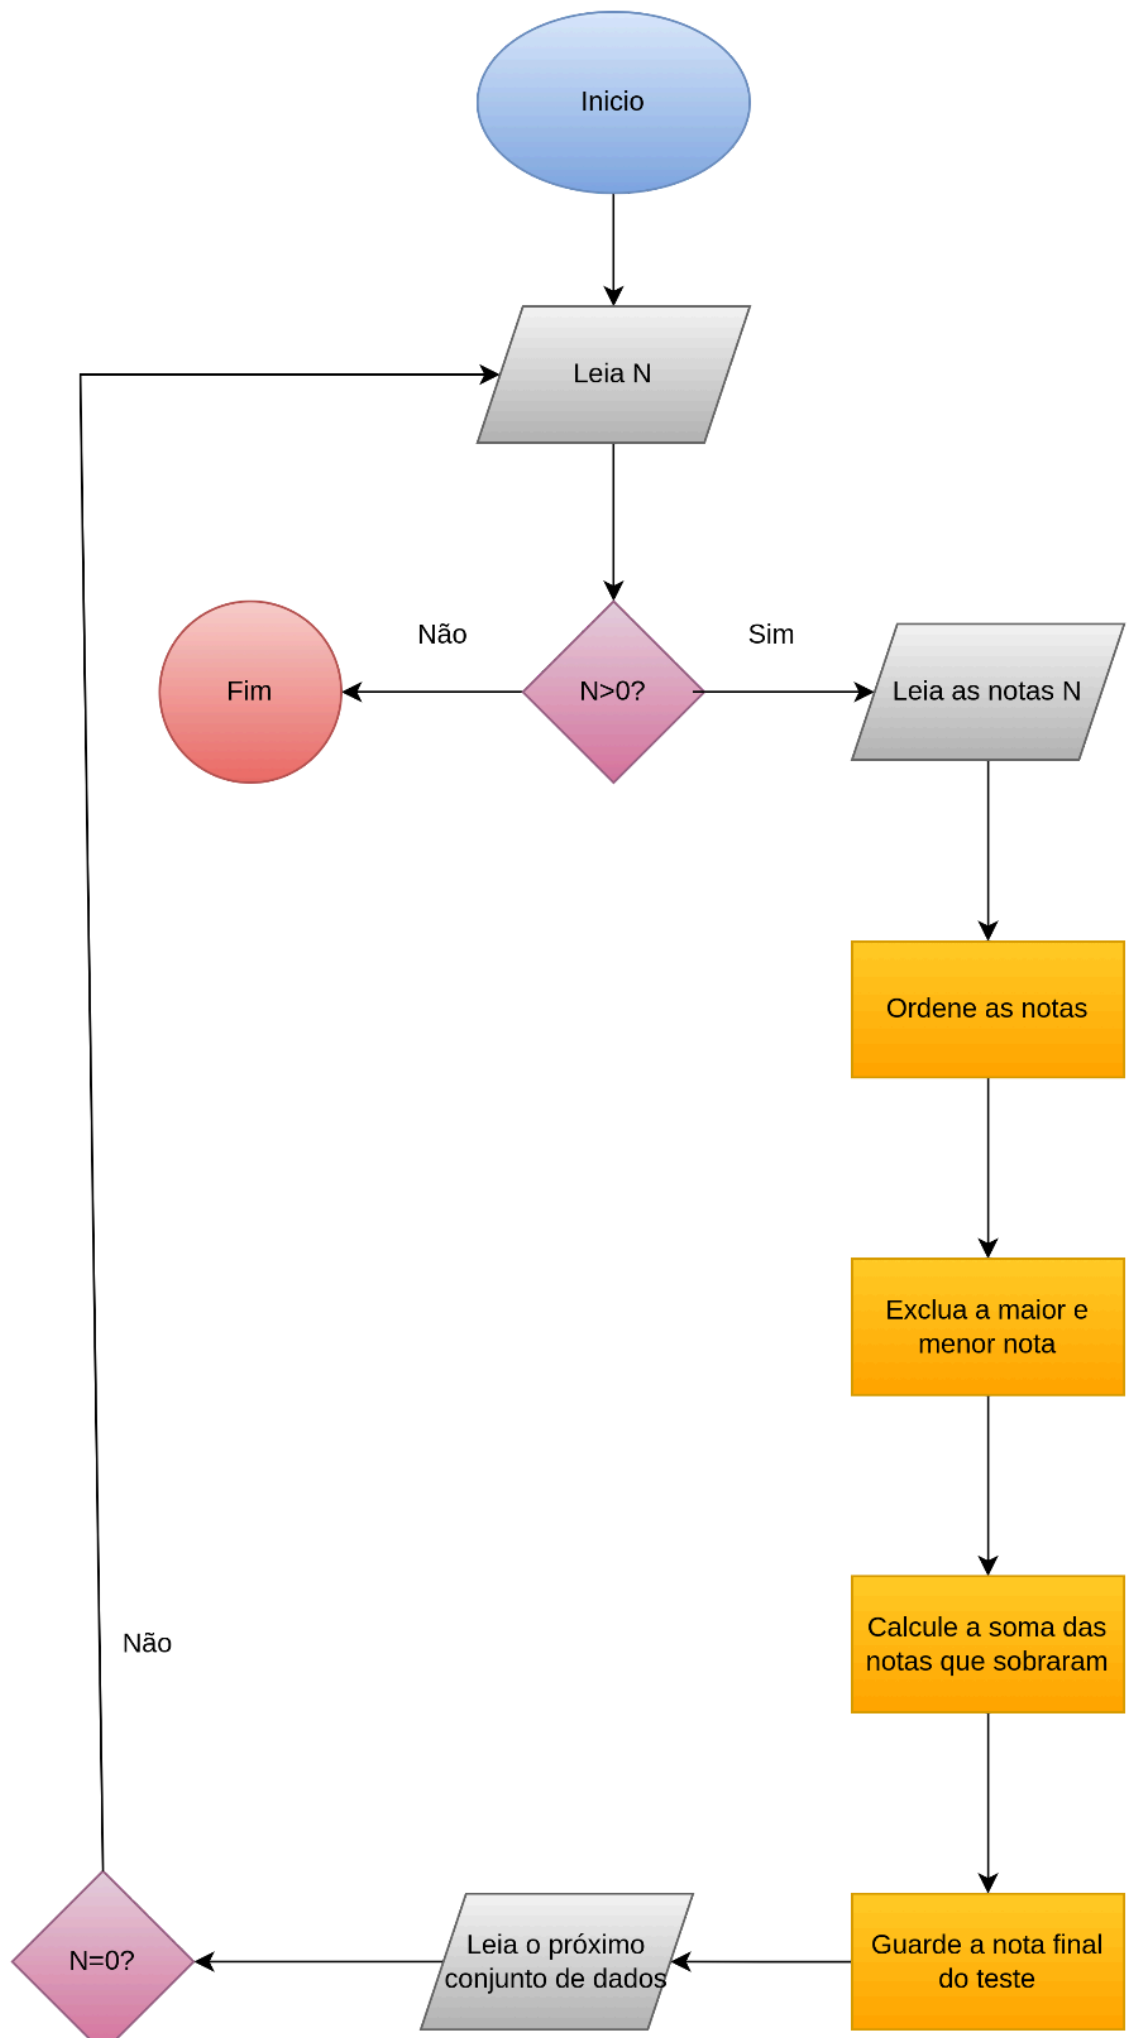 Inicio
Leia N
Não
Sim
Fim
N>0?
Leia as notas N
Ordene as notas
Exclua a maior e
menor nota
Calcule a soma das
notas que sobraram
Não
N=0?
Leia o próximo
conjunto de dados
Guarde a nota final
do teste